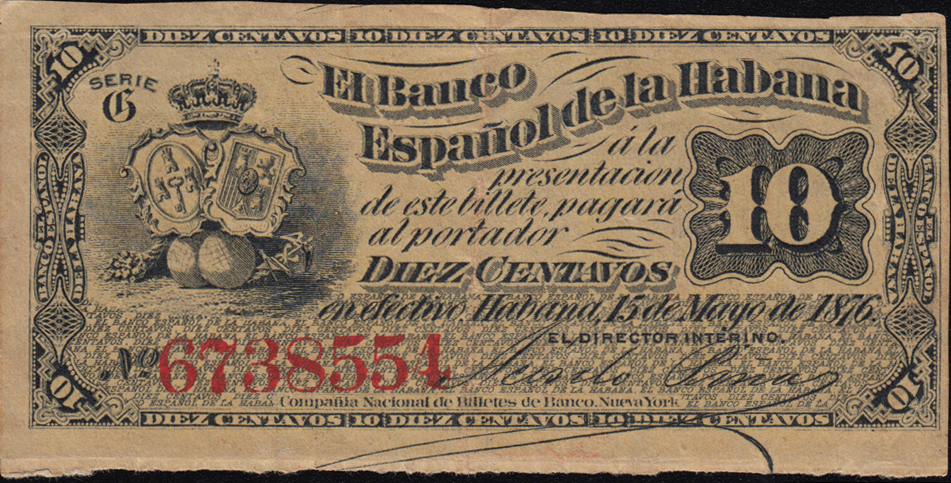 DIEZ CENTAVOS 10 DIEZ CENTAVOS 10 DIEZ CENTAVOS
10
10
SERIE
G
El Banco
Español de la Habana
á la
presentacion
de este billete, pagará
al portador
DIEZ CENTAVOS
10
en efectivo Habana, 15 de Mayo de 1876.
EL DIRECTOR INTERINO.
Nº 6738554
Compañia Nacional de Billetes de Banco, Nueva York
10
10
DIEZ CENTAVOS 10 DIEZ CENTAVOS 10 DIEZ CENTAVOS